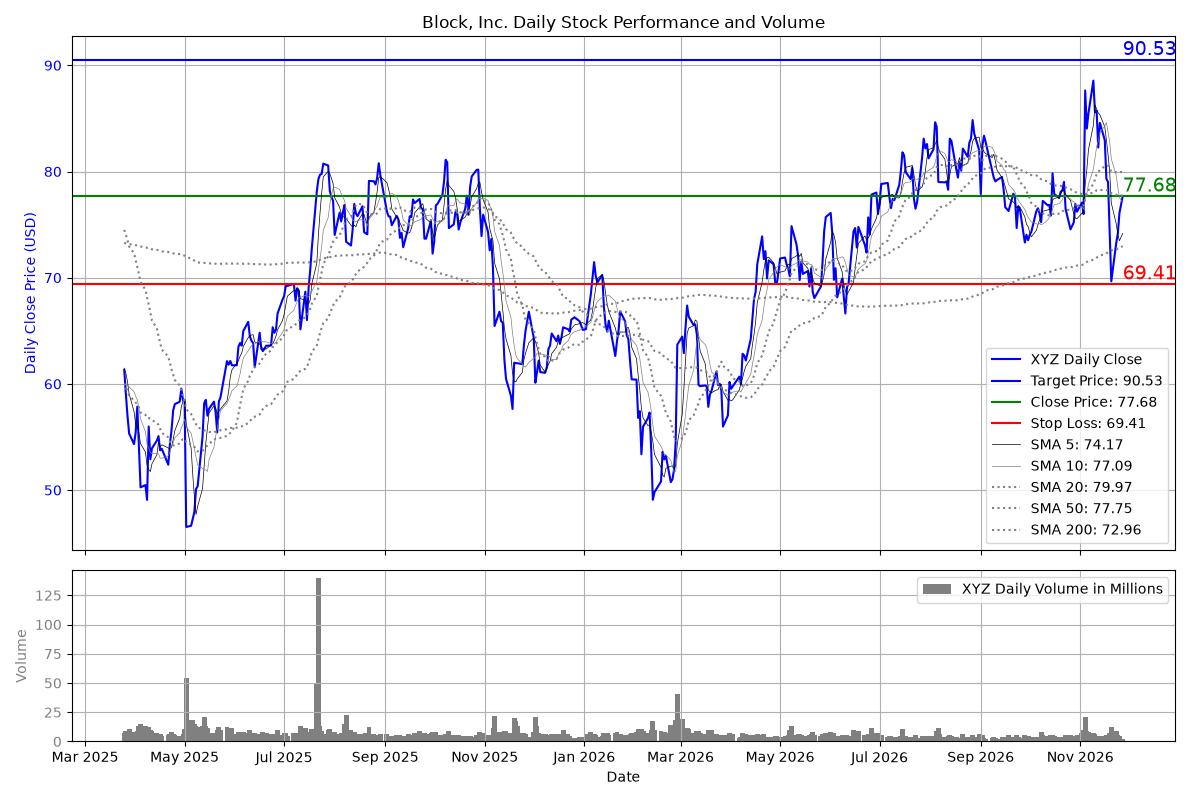 Block, Inc. Daily Stock Performance and Volume
90.53
77.68
69.41
Daily Close Price (USD)
90
80
70
60
50
XYZ Daily Close
Target Price: 90.53
Close Price: 77.68
Stop Loss: 69.41
SMA 5: 74.17
SMA 10: 77.09
SMA 20: 79.97
SMA 50: 77.75
SMA 200: 72.96
Volume
125
100
75
50
25
0
XYZ Daily Volume in Millions
Mar 2025 May 2025 Jul 2025 Sep 2025 Nov 2025 Jan 2026 Mar 2026 May 2026 Jul 2026 Sep 2026 Nov 2026
Date